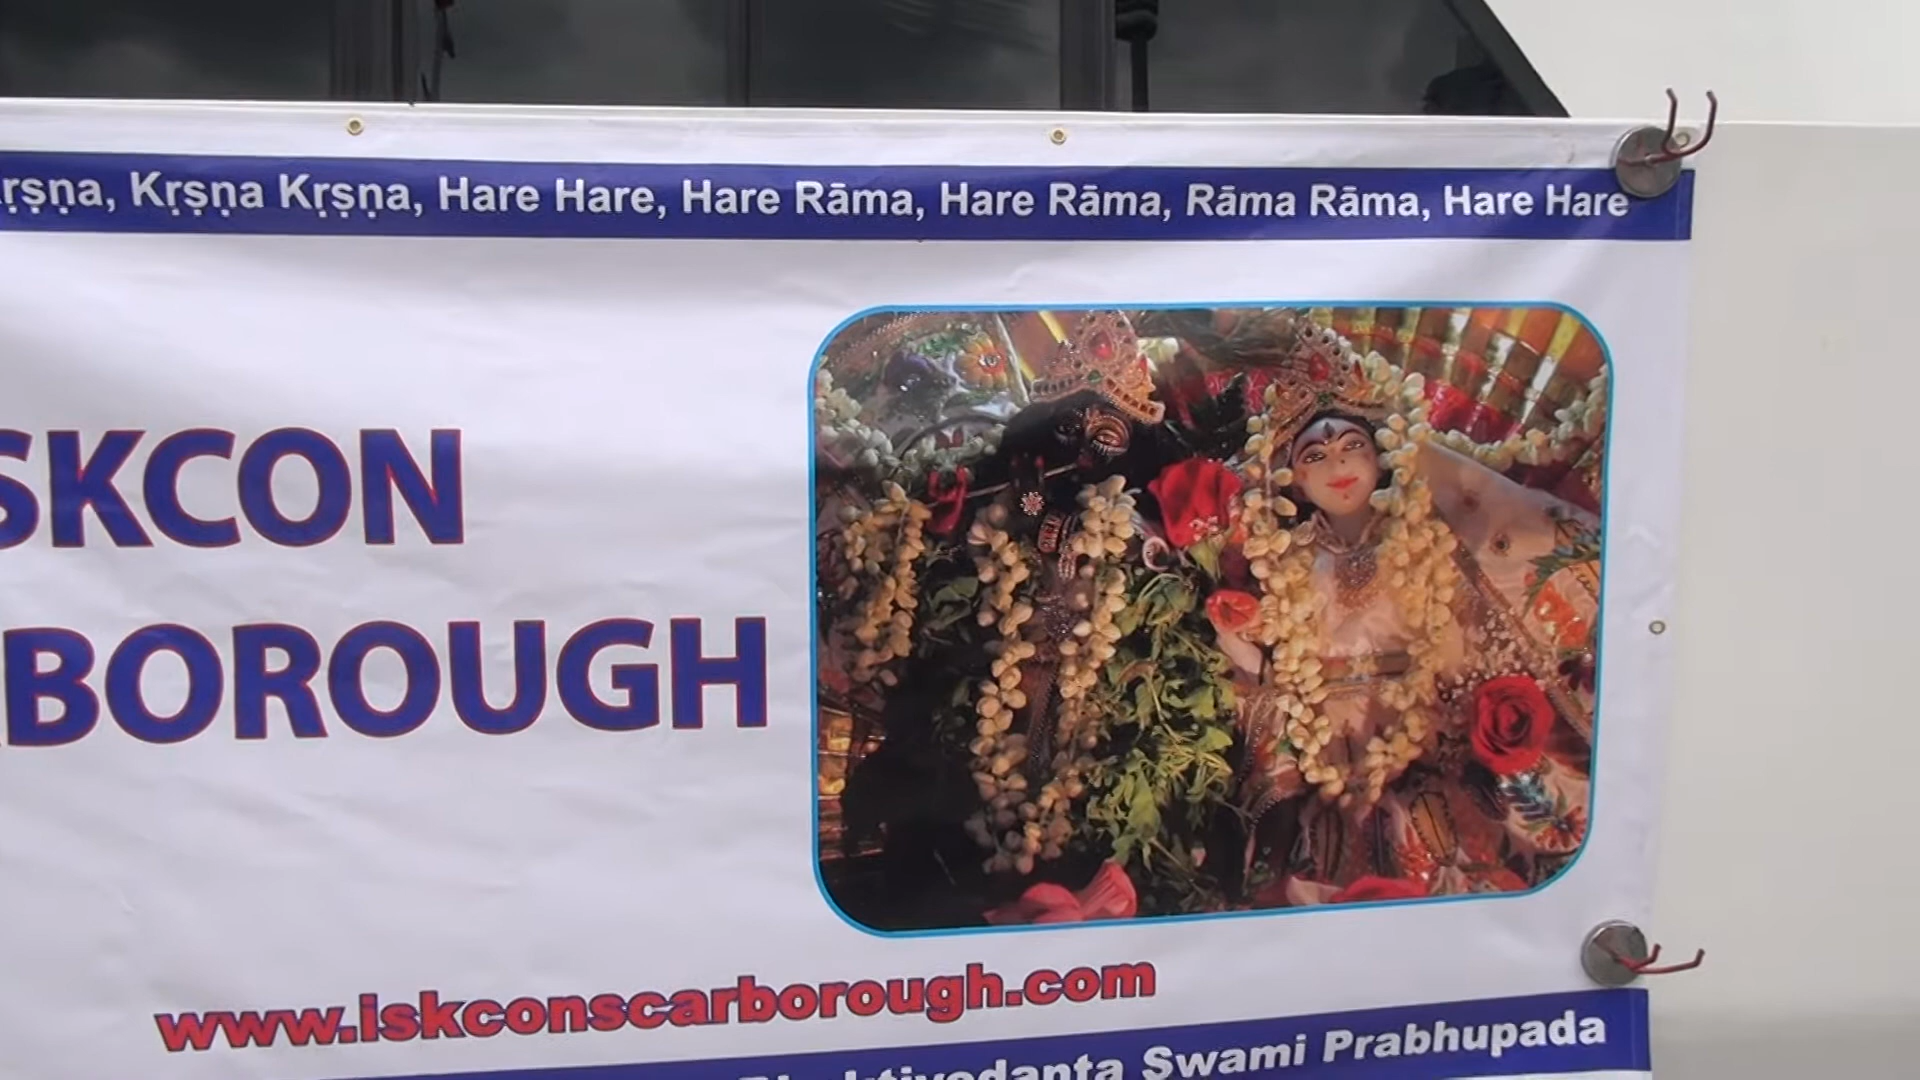 Kṛṣṇa Kṛṣṇa, Hare Hare, Hare Rāma, Hare Rāma, Rāma Rāma, Hare Hare
SKCON
BOROUGH
www.iskconscarborough.com
Swami Prabhupada